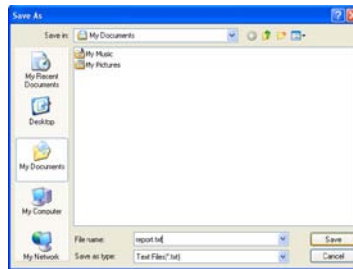 Save As
Save in: My Documents
My Music
My Pictures
My Recent
Documents
Desktop
My Documents
My Computer
My Network
File name: report.txt
Save
Save as type: Text Files(*.txt)
Cancel